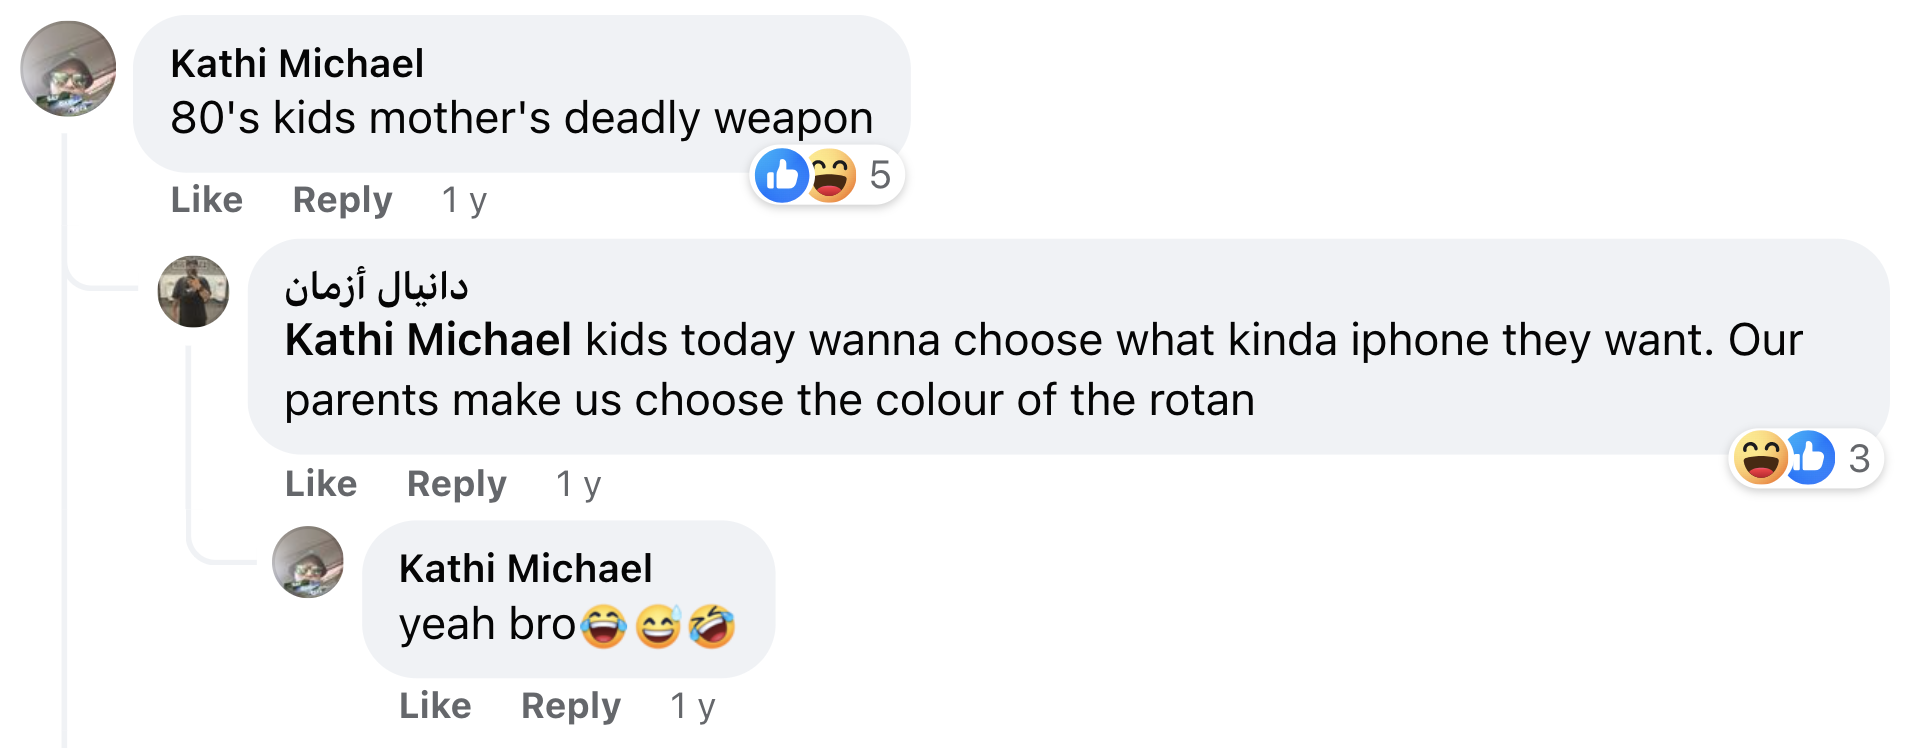 Kathi Michael
80's kids mother's deadly weapon
5
Like Reply 1 y
دانيال أزمان
Kathi Michael kids today wanna choose what kinda iphone they want. Our
parents make us choose the colour of the rotan
3
Like Reply 1 y
Kathi Michael
yeah bro😂😅🤣
Like Reply 1 y